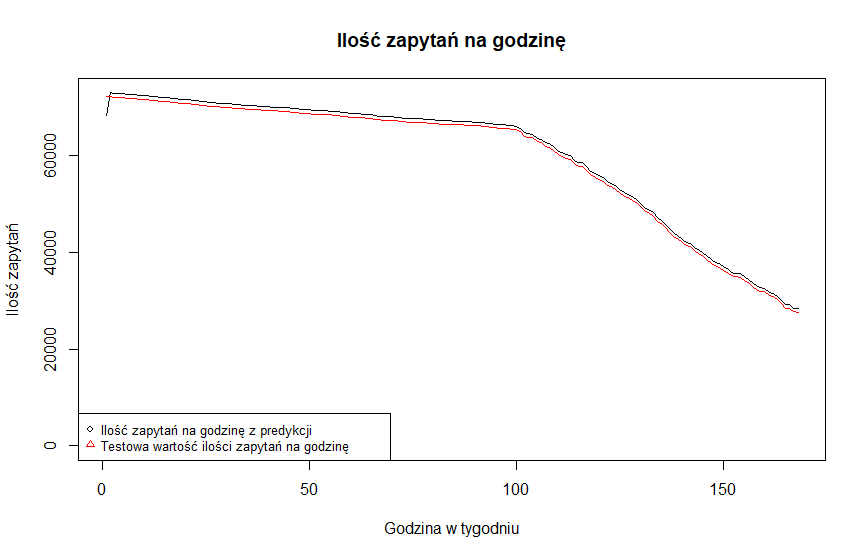 Ilość zapytań na godzinę
Ilość zapytań
60000
40000
20000
0
Ilość zapytań na godzinę z predykcji
Testowa wartość ilości zapytań na godzinę
0 50 100 150
Godzina w tygodniu